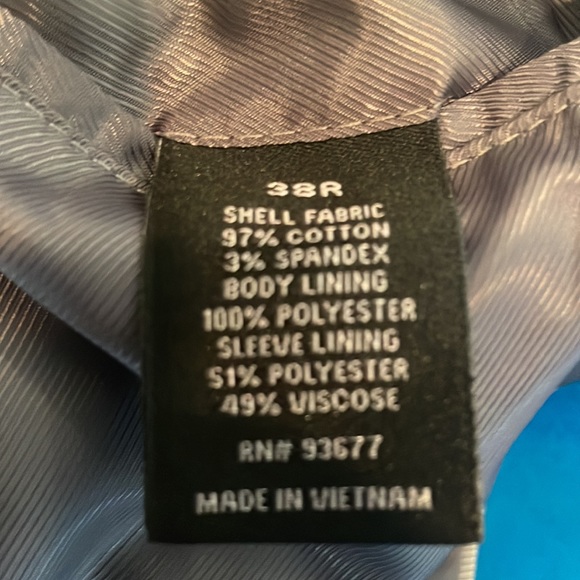 38R
SHELL FABRIC
97% COTTON
3% SPANDEX
BODY LINING
100% POLYESTER
SLEEVE LINING
51% POLYESTER
49% VISCOSE
RN# 93677
MADE IN VIETNAM